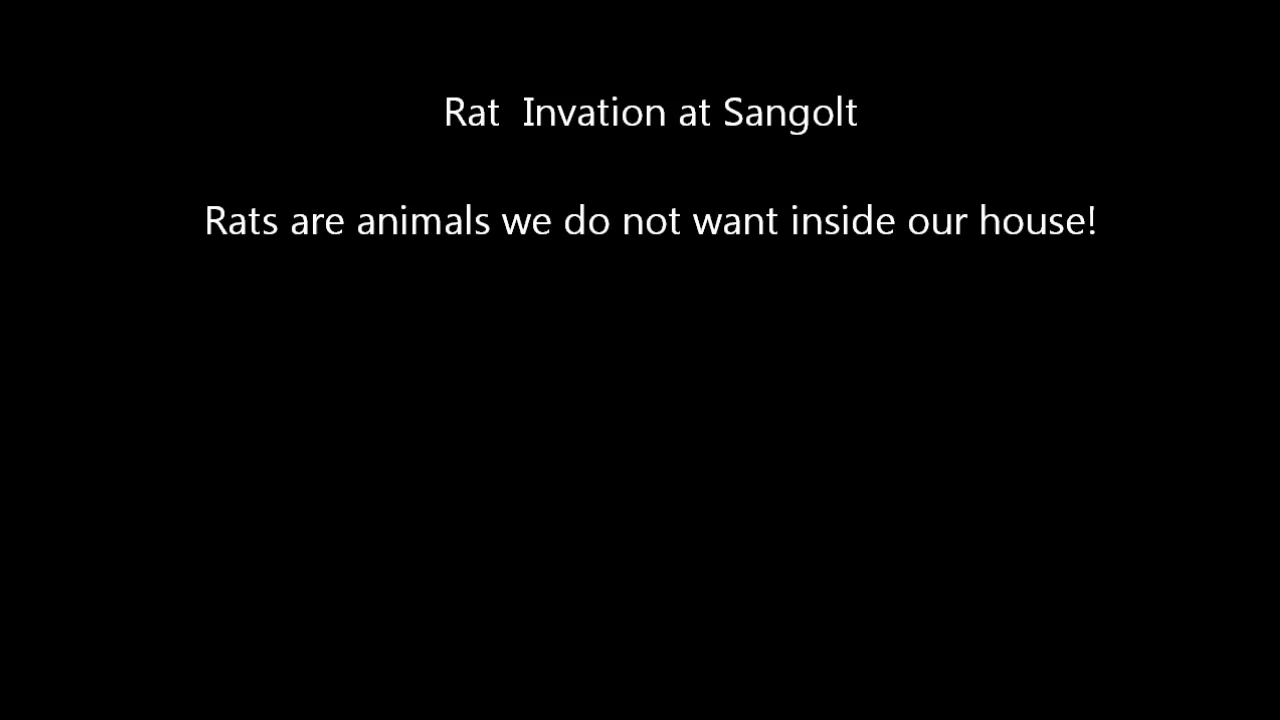 Rat  Invation at Sangolt
Rats are animals we do not want inside our house!